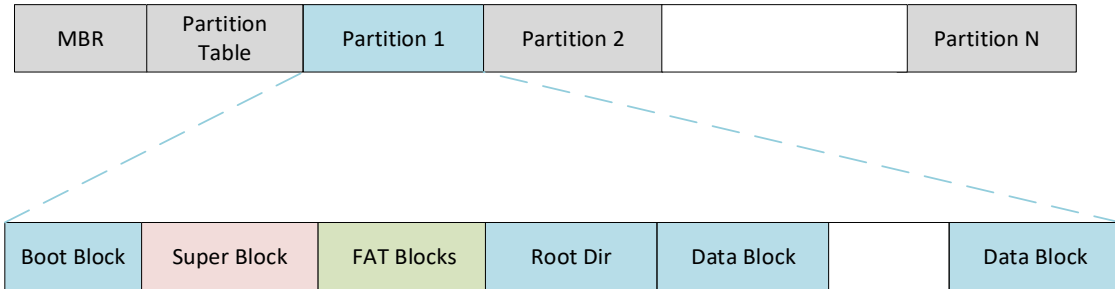 MBR
Partition
Table
Partition 1
Partition 2
Partition N
Boot Block
Super Block
FAT Blocks
Root Dir
Data Block
Data Block